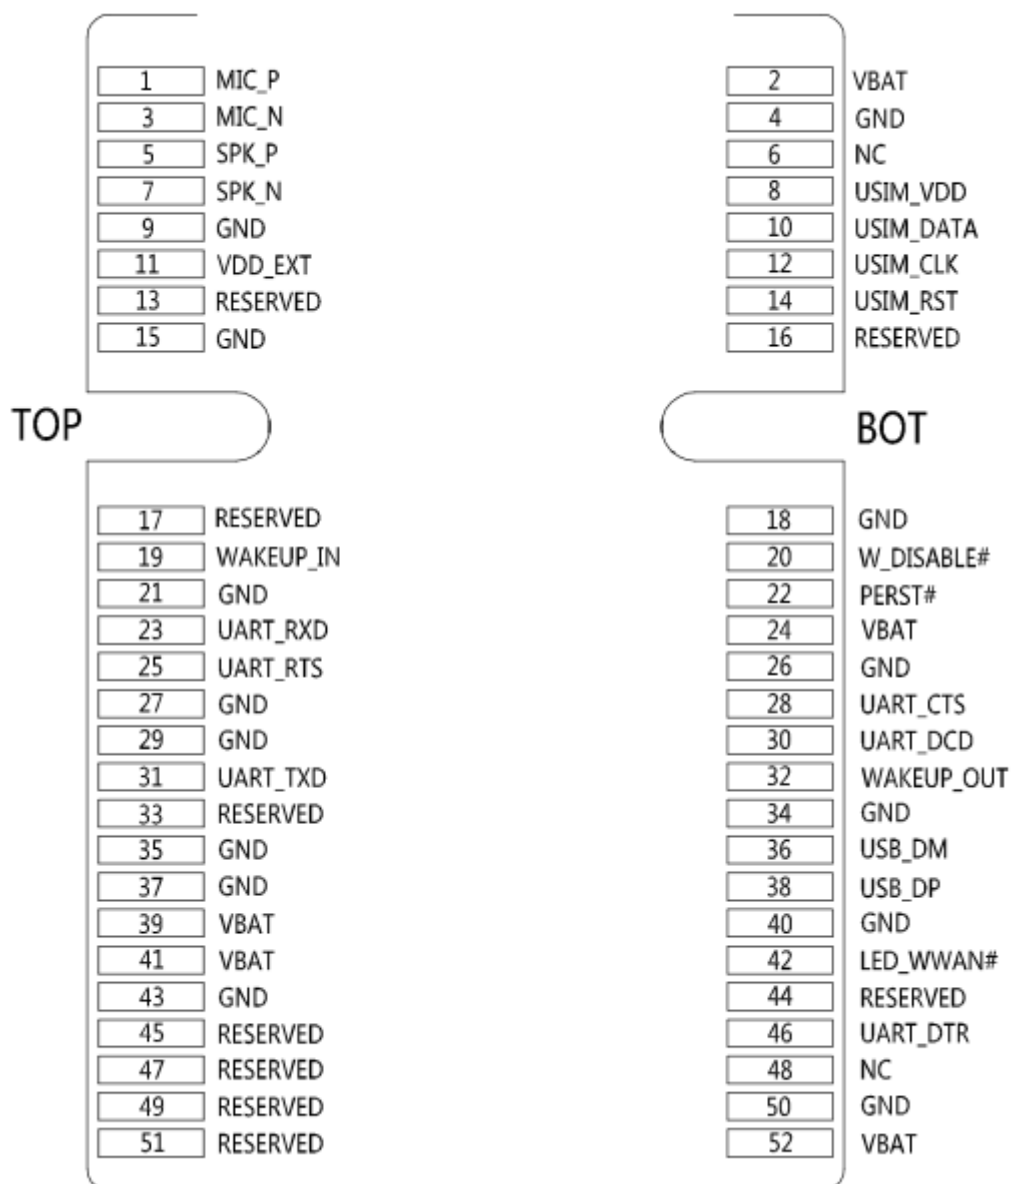 1 MIC_P 2 VBAT
3 MIC_N 4 GND
5 SPK_P 6 NC
7 SPK_N 8 USIM_VDD
9 GND 10 USIM_DATA
11 VDD_EXT 12 USIM_CLK
13 RESERVED 14 USIM_RST
15 GND 16 RESERVED
TOP BOT
17 RESERVED 18 GND
19 WAKEUP_IN 20 W_DISABLE#
21 GND 22 PERST#
23 UART_RXD 24 VBAT
25 UART_RTS 26 GND
27 GND 28 UART_CTS
29 GND 30 UART_DCD
31 UART_TXD 32 WAKEUP_OUT
33 RESERVED 34 GND
35 GND 36 USB_DM
37 GND 38 USB_DP
39 VBAT 40 GND
41 VBAT 42 LED_WWAN#
43 GND 44 RESERVED
45 RESERVED 46 UART_DTR
47 RESERVED 48 NC
49 RESERVED 50 GND
51 RESERVED 52 VBAT